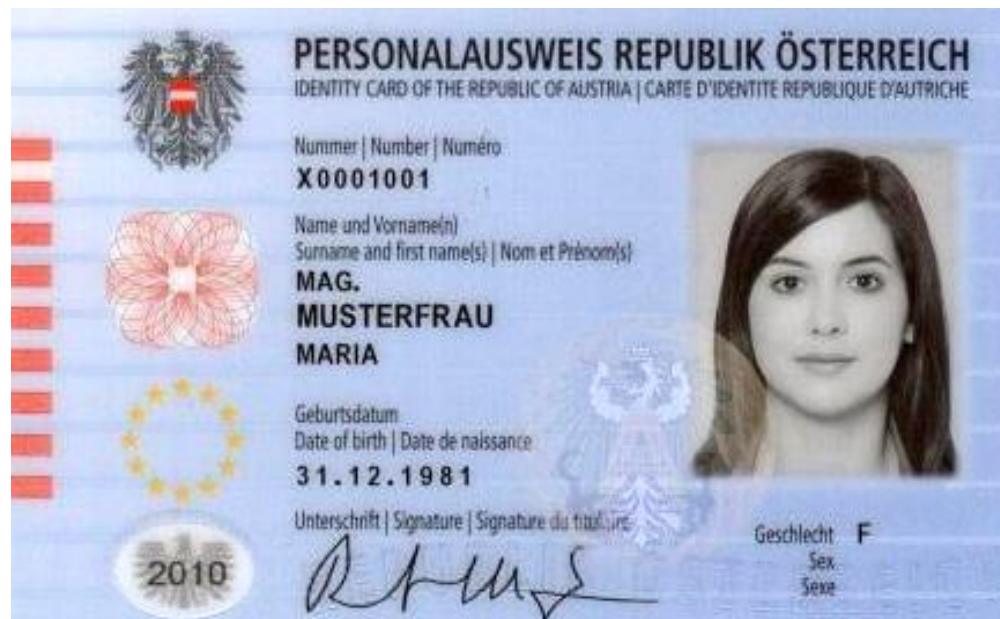 PERSONALAUSWEIS REPUBLIK ÖSTERREICH
IDENTITY CARD OF THE REPUBLIC OF AUSTRIA | CARTE D'IDENTITE REPUBLIQUE D'AUTRICHE
Nummer | Number | Numéro
X0001001
Name und Vorname(n)
Surname and first name(s) | Nom et Prénom(s)
MAG.
MUSTERFRAU
MARIA
Geburtsdatum
Date of birth | Date de naissance
31.12.1981
Unterschrift | Signature | Signature du titulaire
Geschlecht F
Sex
Sexe
2010